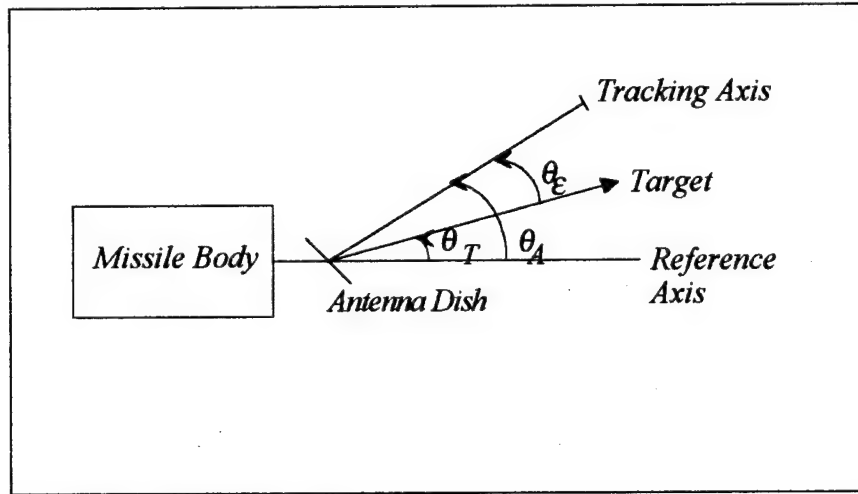 Tracking Axis
θε
Target
Missile Body
θT
θA
Reference
Axis
Antenna Dish